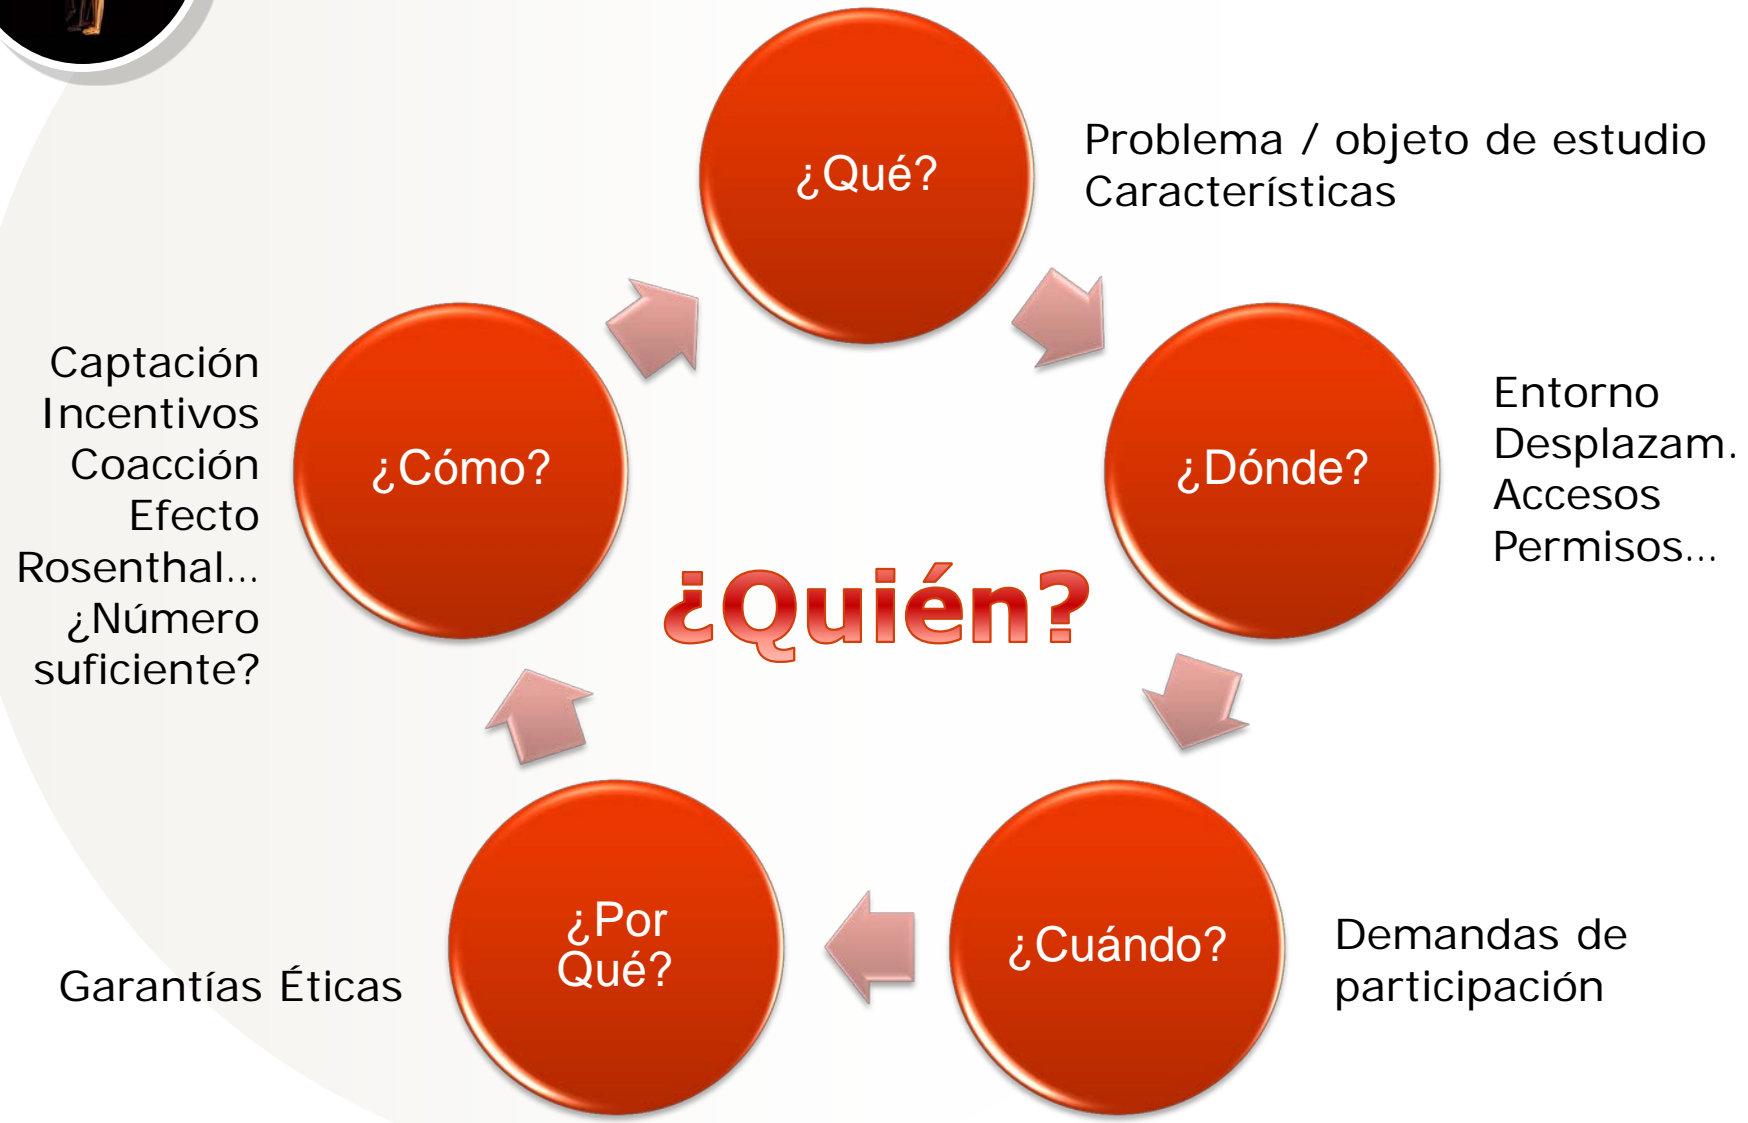 ¿Qué?
Problema / objeto de estudio
Características
¿Dónde?
Entorno
Desplazam.
Accesos
Permisos...
¿Cuándo?
Demandas de
participación
¿Por
Qué?
Garantías Éticas
¿Cómo?
Captación
Incentivos
Coacción
Efecto
Rosenthal...
¿Número
suficiente?
¿Quién?